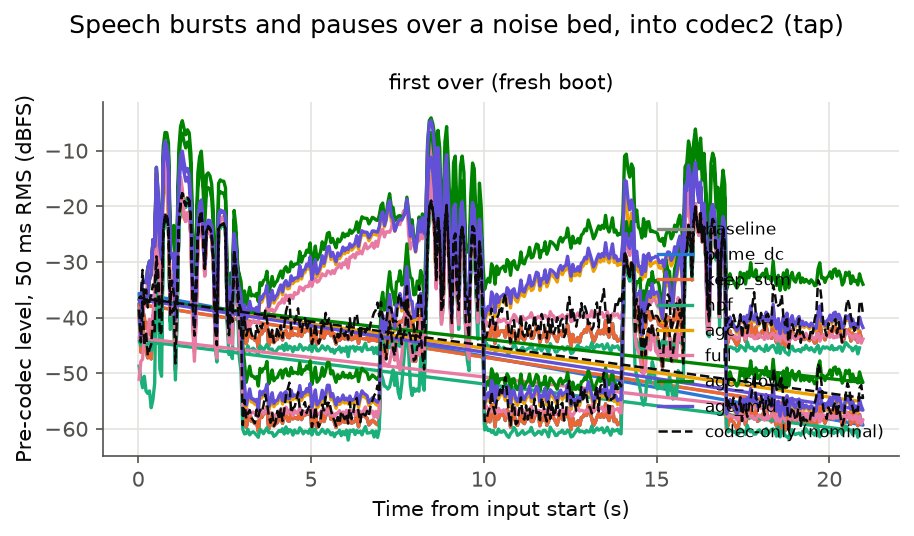 Speech bursts and pauses over a noise bed, into codec2 (tap)
first over (fresh boot)
Pre-codec level, 50 ms RMS (dBFS)
−10
−20
−30
−40
−50
−60
baseline
prime_dc
keep_sum
hpf
full
codec-only (nominal)
0
5
10
15
20
Time from input start (s)